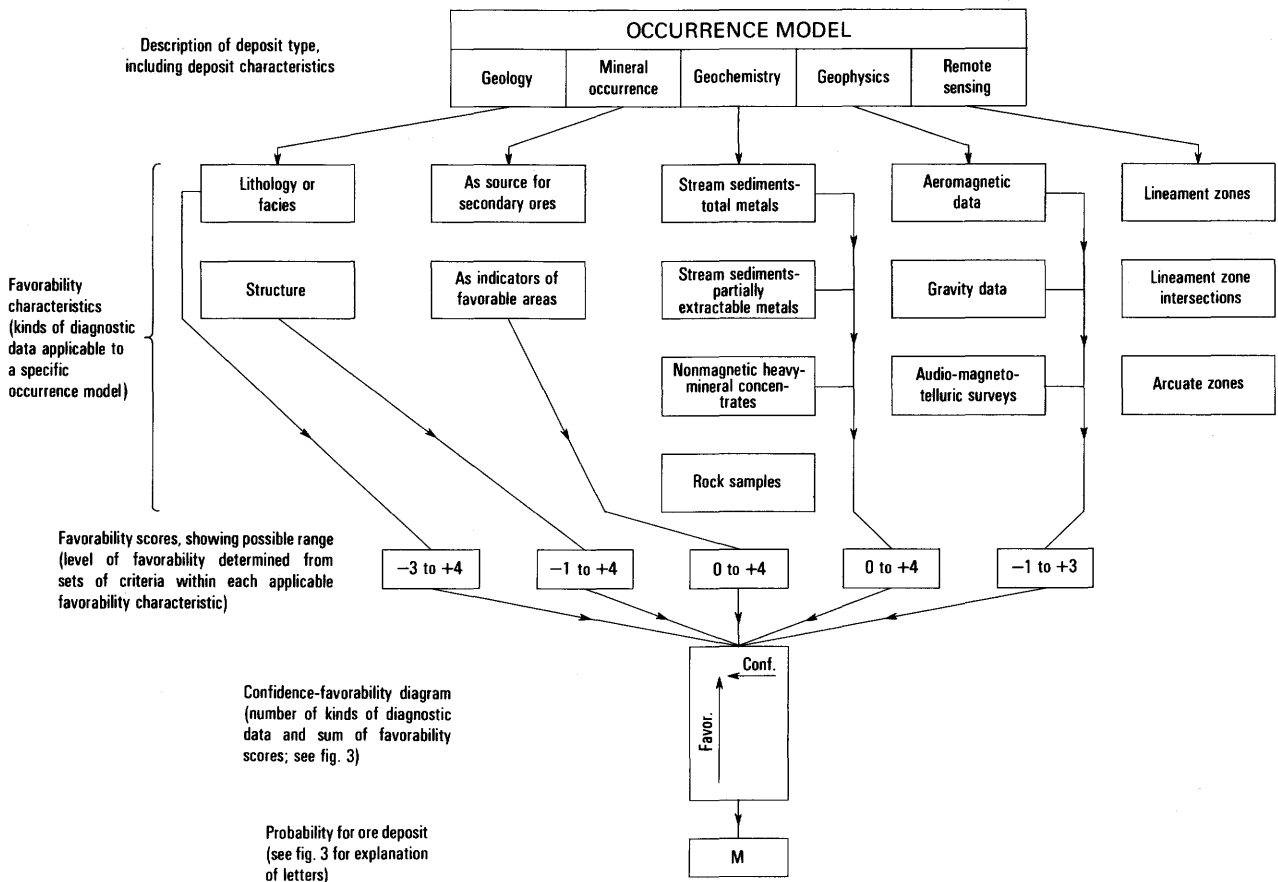 Description of deposit type,
including deposit characteristics
OCCURRENCE MODEL
Geology
Mineral
occurrence
Geochemistry
Geophysics
Remote
sensing
Favorability
characteristics
(kinds of diagnostic
data applicable to
a specific
occurrence model)
Lithology or
facies
As source for
secondary ores
Stream sediments-
total metals
Aeromagnetic
data
Lineament zones
Structure
As indicators of
favorable areas
Stream sediments-
partially
extractable metals
Gravity data
Lineament zone
intersections
Nonmagnetic heavy-
mineral concen-
trates
Audio-magneto-
telluric surveys
Arcuate zones
Rock samples
Favorability scores, showing possible range
(level of favorability determined from
sets of criteria within each applicable
favorability characteristic)
−3 to +4
−1 to +4
0 to +4
0 to +4
−1 to +3
Confidence-favorability diagram
(number of kinds of diagnostic
data and sum of favorability
scores; see fig. 3)
Conf.
Favor.
Probability for ore deposit
(see fig. 3 for explanation
of letters)
M